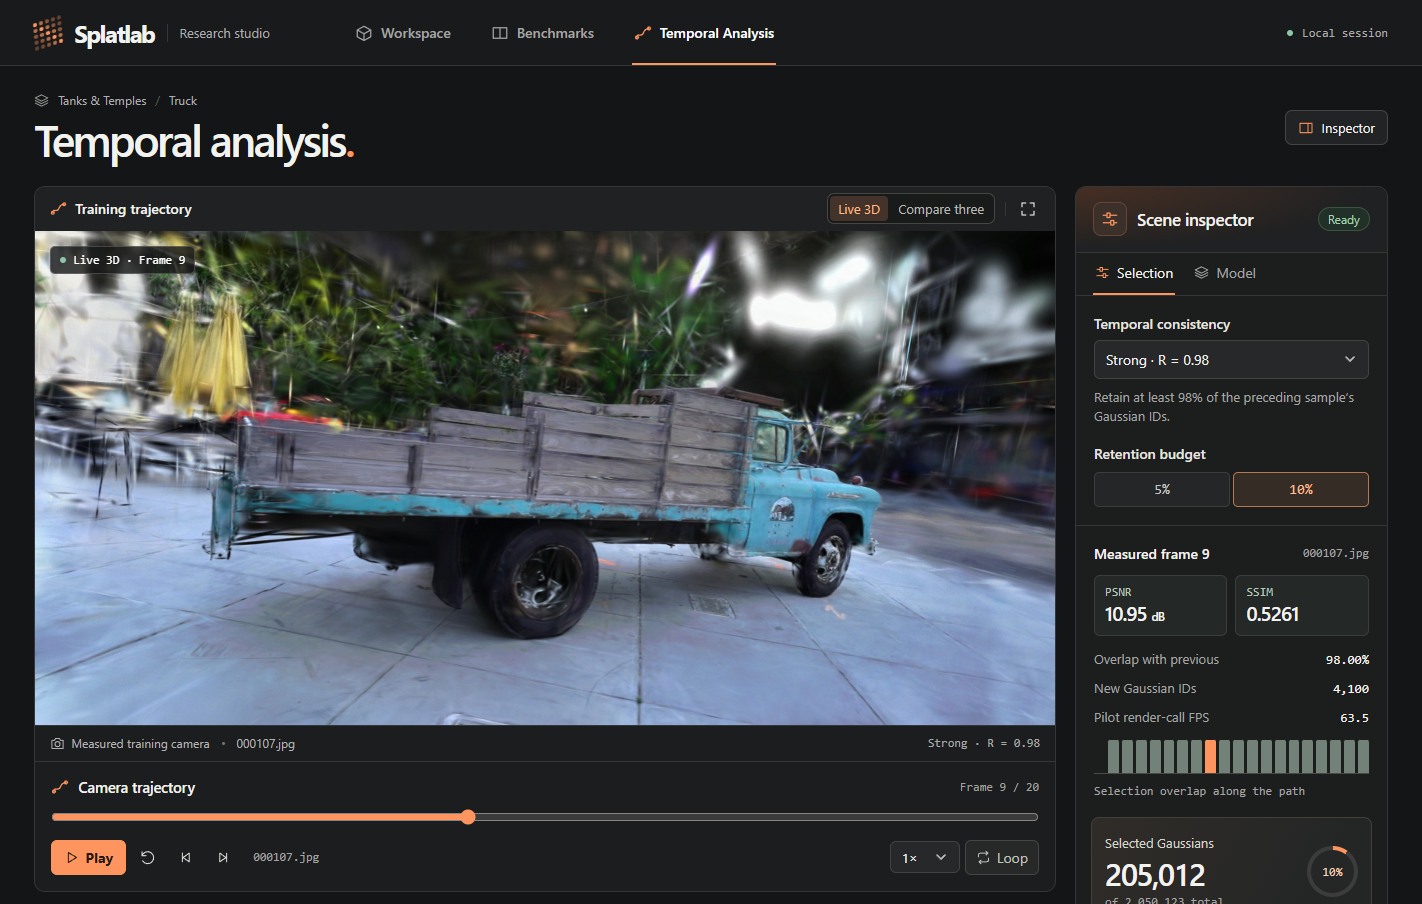 Splatlab
Research studio
Workspace
Benchmarks
Temporal Analysis
Local session
Tanks & Temples / Truck
Temporal analysis.
Inspector
Training trajectory
Live 3D
Compare three
Live 3D · Frame 9
Measured training camera · 000107.jpg
Strong · R = 0.98
Camera trajectory
Frame 9 / 20
Play
000107.jpg
1×
Loop
Scene inspector
Ready
Selection
Model
Temporal consistency
Strong · R = 0.98
Retain at least 98% of the preceding sample's
Gaussian IDs.
Retention budget
5%
10%
Measured frame 9
000107.jpg
PSNR
10.95 dB
SSIM
0.5261
Overlap with previous
98.00%
New Gaussian IDs
4,100
Pilot render-call FPS
63.5
Selection overlap along the path
Selected Gaussians
205,012
10%
of 2,050,123 total